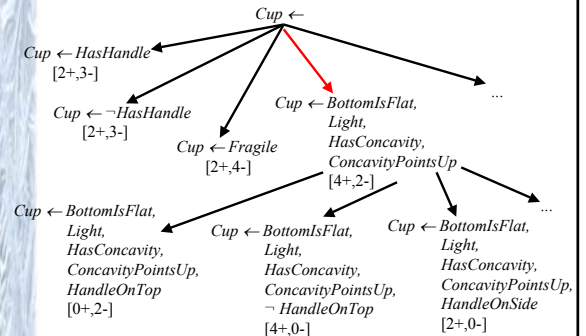 Cup ←
Cup ← HasHandle
[2+,3-]
Cup ← ¬HasHandle
[2+,3-]
Cup ← Fragile
[2+,4-]
Cup ← BottomIsFlat,
Light,
HasConcavity,
ConcavityPointsUp
[4+,2-]
...
Cup ← BottomIsFlat,
Light,
HasConcavity,
ConcavityPointsUp,
HandleOnTop
[0+,2-]
Cup ← BottomIsFlat,
Light,
HasConcavity,
ConcavityPointsUp,
¬ HandleOnTop
[4+,0-]
Cup ← BottomIsFlat,
Light,
HasConcavity,
ConcavityPointsUp,
HandleOnSide
[2+,0-]
...